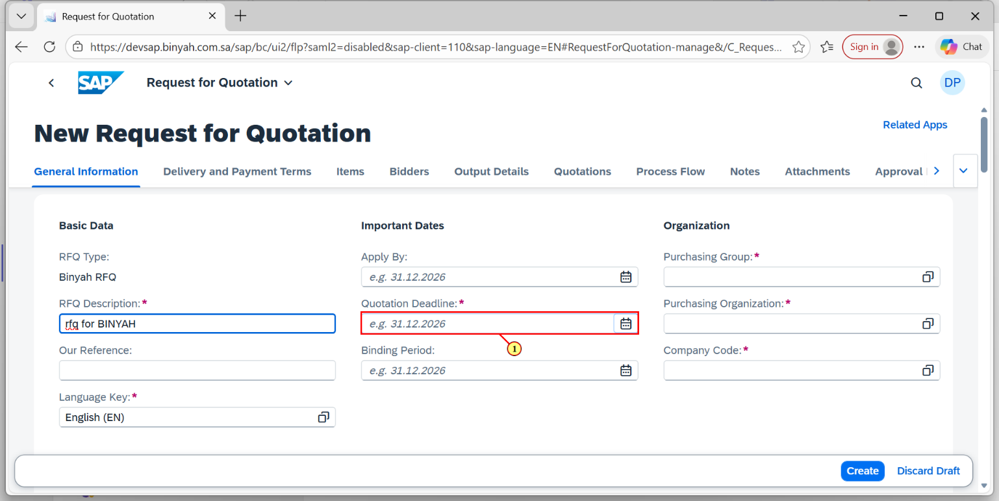 Request for Quotation
https://devsap.binyah.com.sa/sap/bc/ui2/flp?saml2=disabled&sap-client=110&sap-language=EN#RequestForQuotation-manage&/C_Reques...
Sign in
Chat
SAP
Request for Quotation
DP
New Request for Quotation
Related Apps
General Information
Delivery and Payment Terms
Items
Bidders
Output Details
Quotations
Process Flow
Notes
Attachments
Approval
Basic Data
RFQ Type:
Binyah RFQ
RFQ Description:*
rfq for BINYAH
Our Reference:
Language Key:*
English (EN)
Important Dates
Apply By:
e.g. 31.12.2026
Quotation Deadline:*
e.g. 31.12.2026
1
Binding Period:
e.g. 31.12.2026
Organization
Purchasing Group:*
Purchasing Organization:*
Company Code:*
Create
Discard Draft